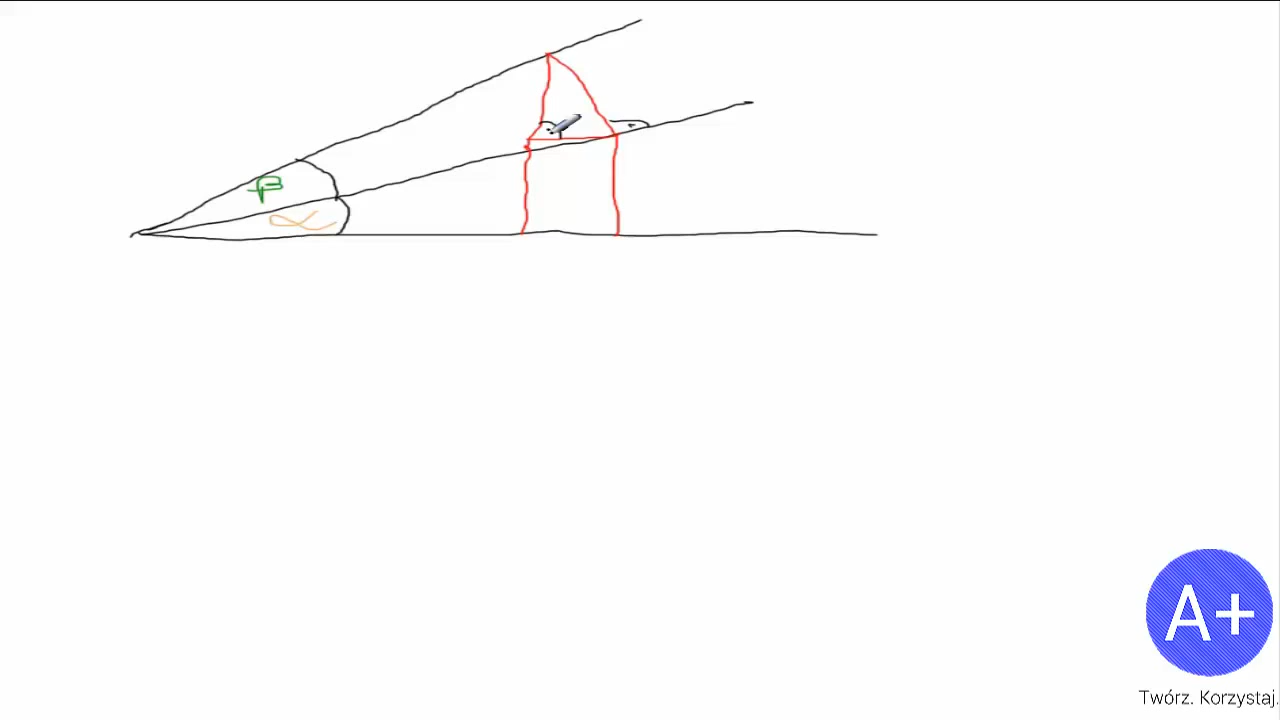 β
α
A+
Twórz. Korzystaj.